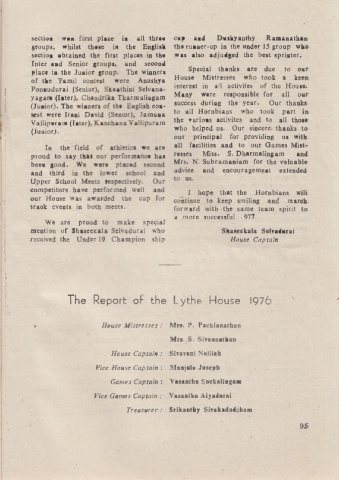 section won first place in all three
groups, whilst those in the English
section obtained the first places in the
Inter and Senior groups, and second
place in the Junior group. The winners
of the Tamil contest were Anushya
Ponnudurai (Senior), Shanthini Selvana-
yagam (Inter), Chandrika Tharmalingam
(Junior). The winners of the English con-
test were Irani David (Senior), Jamuna
Vallipuram (Inter), Kanchana Vallipuram
(Junior).
In the field of athletics we are
proud to say that our performance has
been good. We were placed second
and third in the lower school and
Upper School Meets respectively. Our
competitors have performed well and
our House was awarded the cup for
track events in both meets.
We are proud to make special
mention of Shaseekala Selvadurai who
received the Under 19 Champion ship
cup and Dushyanthy Ramanathan
the runner-up in the under 15 group who
was also adjudged the best sprinter.
Special thanks are due to our
House Mistresses who took a keen
interest in all activites of the House.
Many were responsible for all our
success during the year. Our thanks
to all Hotubians who took part in
the various activites and to all those
who helped us. Our sincere thanks to
our principal for providing us with
all facilities and to our Games Mist-
resses Miss. S. Dharmalingam and
Mrs. N. Subramaniam for the valuable
advice and encouragement extended
to us.
I hope that the Hotubians will
continue to keep smiling and march
forward with the same team spirit to
a more successful 977.
Shaseekala Selvadurai
House Captain
The Report of the Lythe House 1976
House Mistresses : Mrs. P. Packianathan
Mrs. S. Sivanasuthan
House Captain : Sivavani Nalliah
Vice House Captain : Manjula Joseph
Games Captain : Vasantha Sockalingam
Vice Games Captain : Vasantha Aiyadurai
Treasurer : Srikanthy Sivakadadcham
95